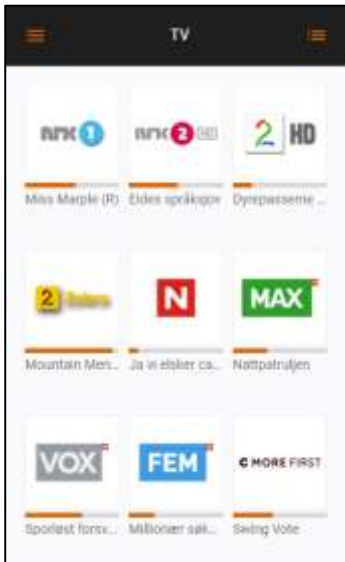 TV
NRK 1 NRK 2 HD 2 HD
Miss Marple (R) Eides språksjov Dyrepasserne ...
2 Zebra N MAX
Mountain Men... Ja vi elsker ca... Nattpatruljen
VOX FEM C MORE FIRST
Sporløst forsv... Millionær søk... Swing Vote